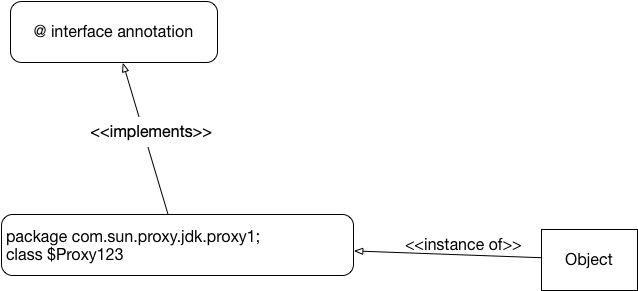 @ interface annotation
<<implements>>
package com.sun.proxy.jdk.proxy1;
class $Proxy123
<<instance of>>
Object